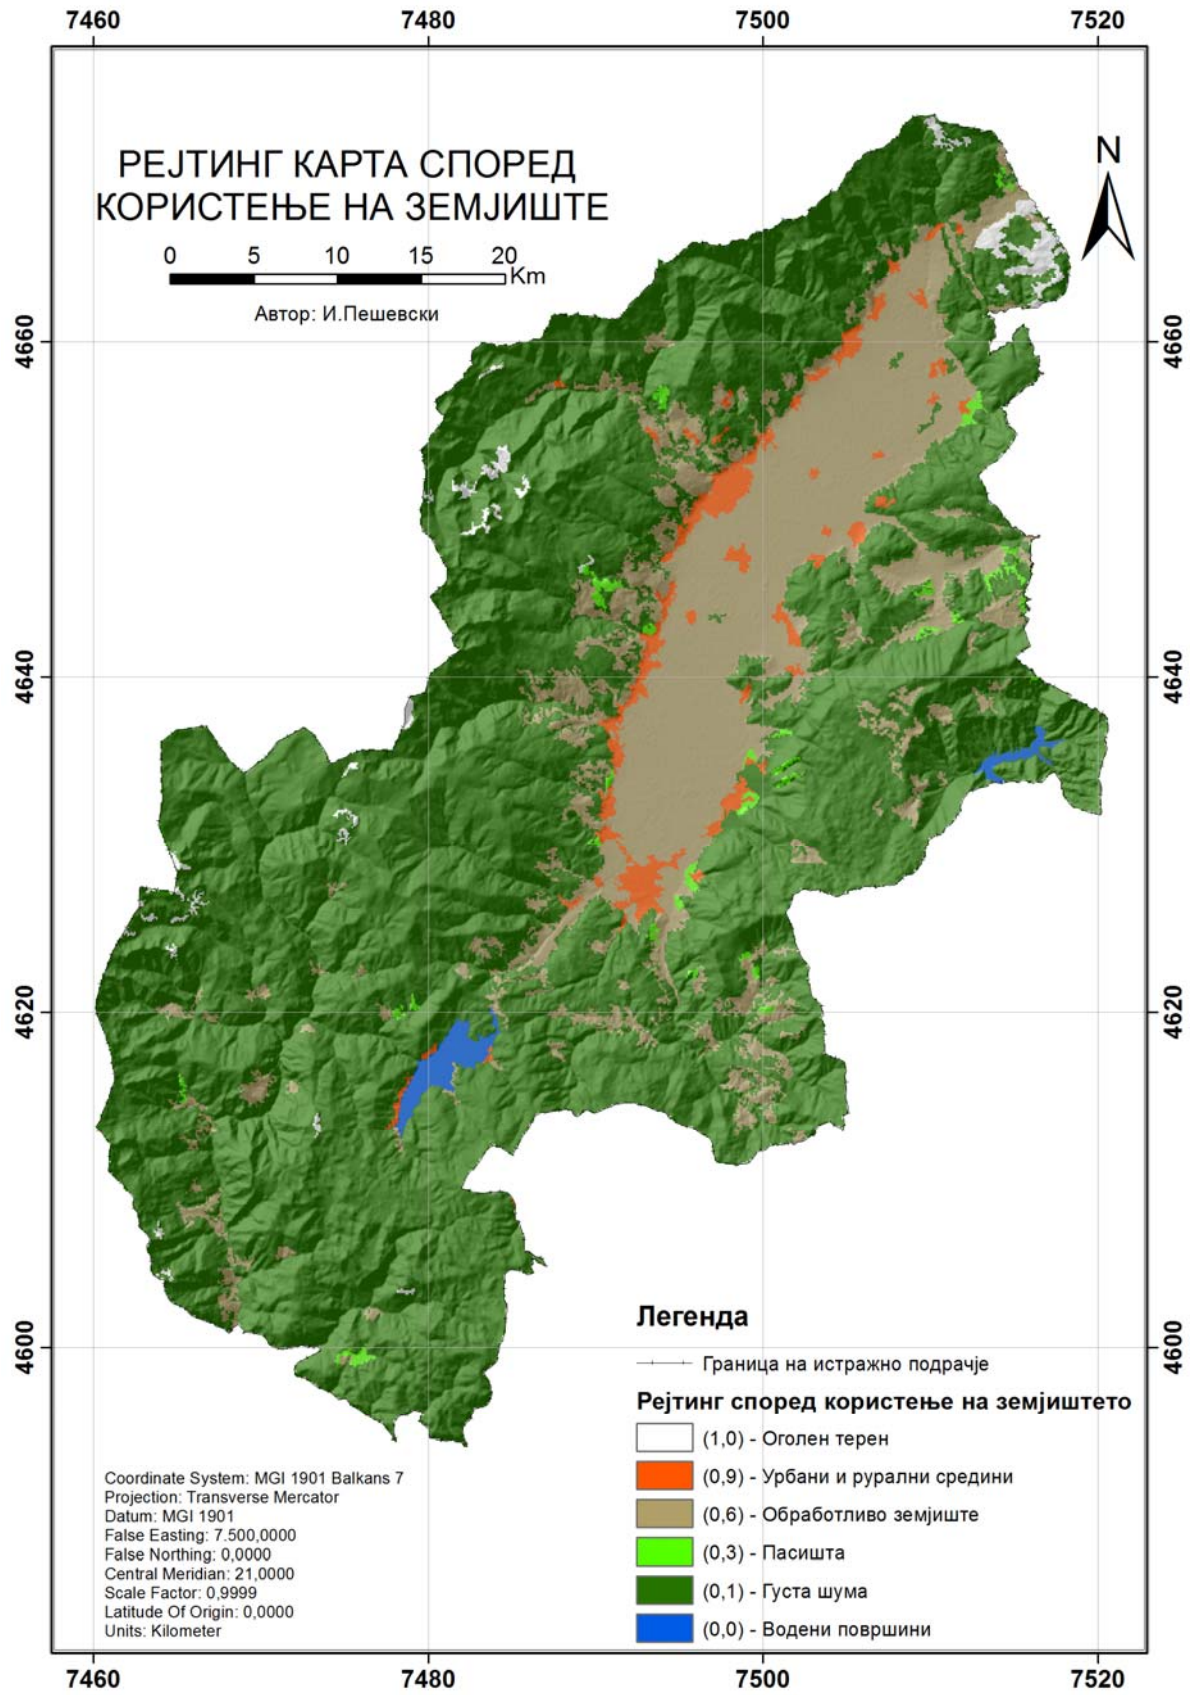 7460 7480 7500 7520
РЕЈТИНГ КАРТА СПОРЕД
КОРИСТЕЊЕ НА ЗЕМЈИШТЕ
N
0 5 10 15 20
Km
Автор: И.Пешевски
4660 4660
4640 4640
4620 4620
4600 4600
Легенда
Граница на истражно подрачје
Рејтинг според користење на земјиштето
(1,0) - Оголен терен
(0,9) - Урбани и рурални средини
(0,6) - Обработливо земјиште
(0,3) - Пасишта
(0,1) - Густа шума
(0,0) - Водени површини
Coordinate System: MGI 1901 Balkans 7
Projection: Transverse Mercator
Datum: MGI 1901
False Easting: 7.500,0000
False Northing: 0,0000
Central Meridian: 21,0000
Scale Factor: 0,9999
Latitude Of Origin: 0,0000
Units: Kilometer
7460 7480 7500 7520